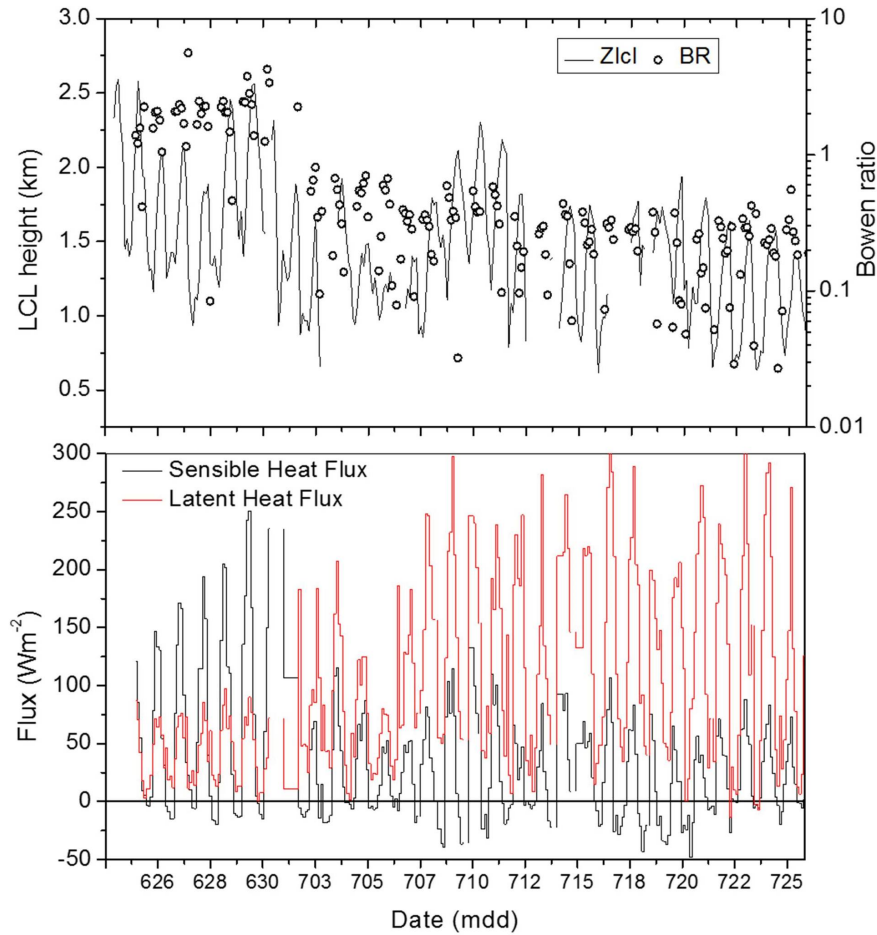 3.0
2.5
2.0
1.5
1.0
0.5
LCL height (km)
Zlcl
BR
10
1
0.1
0.01
Bowen ratio
300
250
200
150
100
50
0
-50
Flux (Wm-2)
Sensible Heat Flux
Latent Heat Flux
626 628 630 703 705 707 710 712 715 718 720 722 725
Date (mdd)